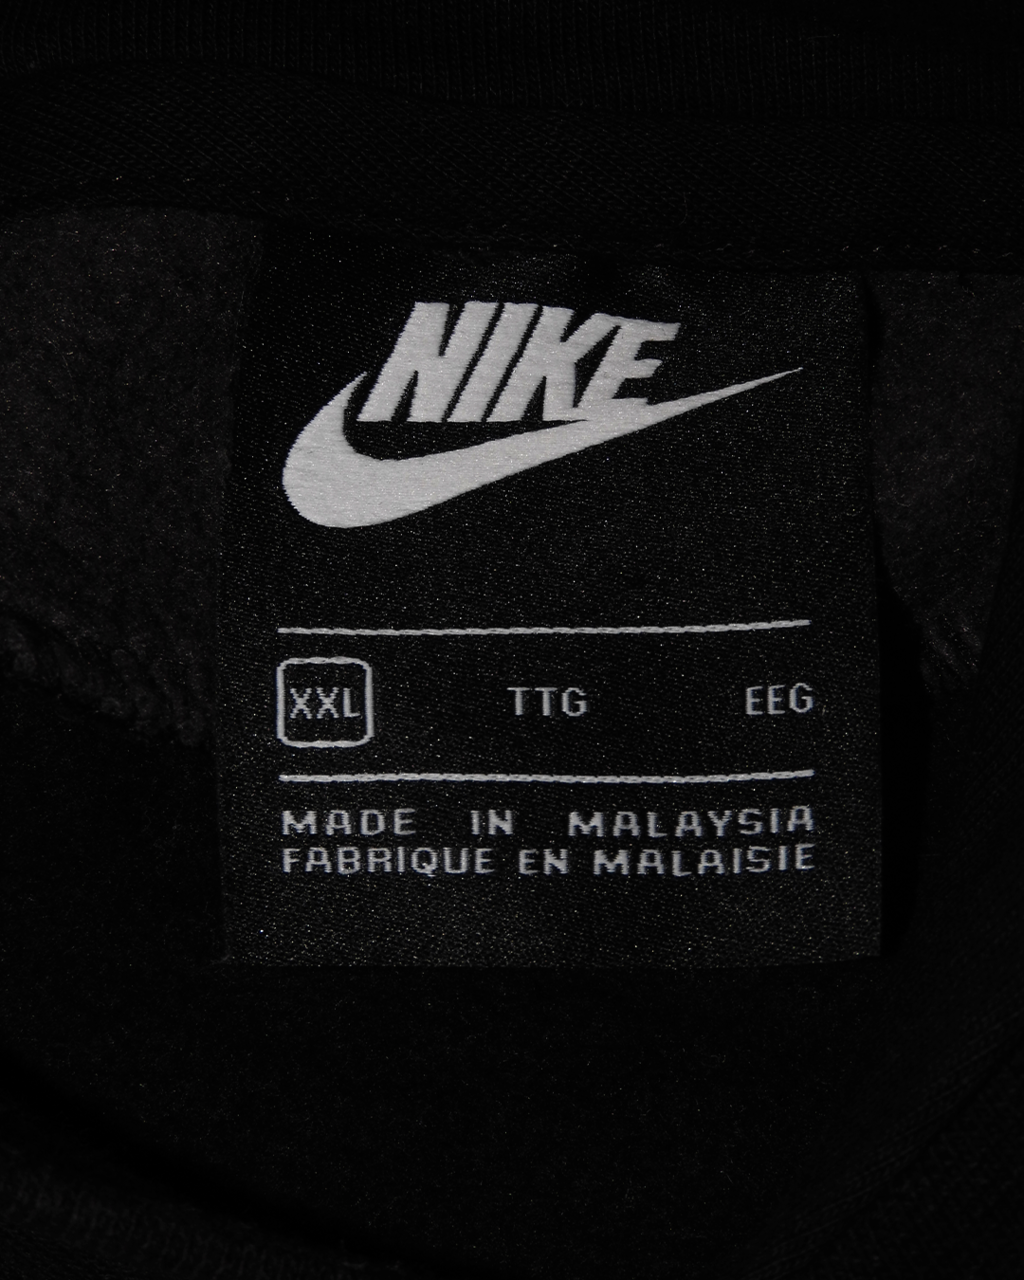 NIKE
XXL TTG EEG
MADE IN MALAYSIA
FABRIQUE EN MALAISIE